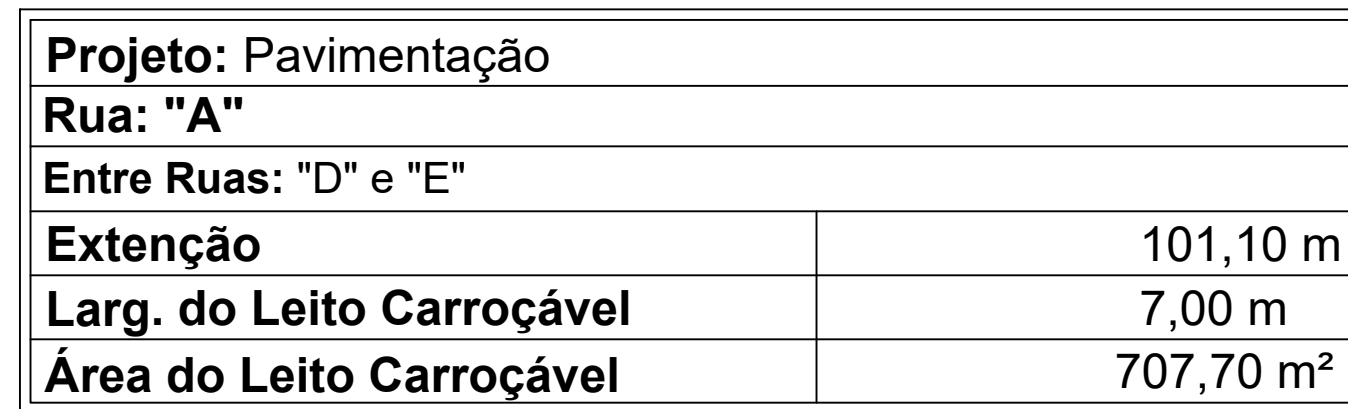 Projeto: Pavimentação
Rua: "A"
Entre Ruas: "D" e "E"
Extenção 101,10 m
Larg. do Leito Carroçável 7,00 m
Área do Leito Carroçável 707,70 m²